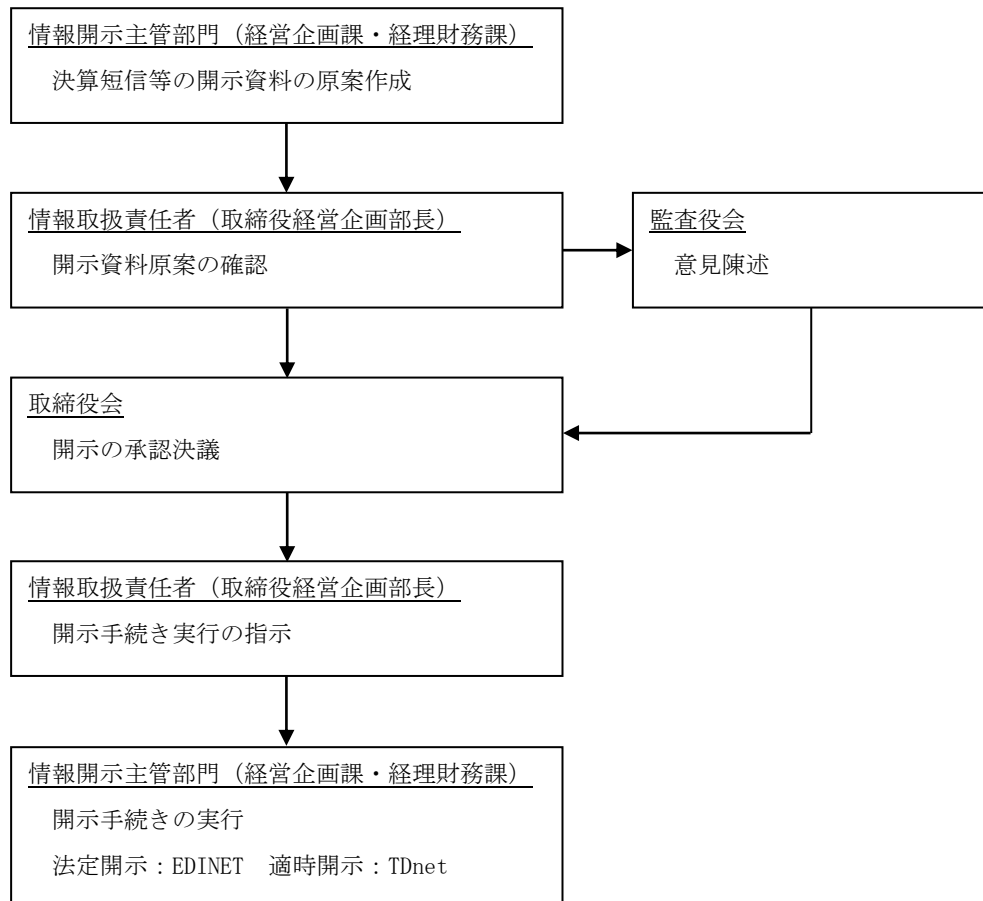 情報開示主管部門（経営企画課・経理財務課）
決算短信等の開示資料の原案作成
情報取扱責任者（取締役経営企画部長）
開示資料原案の確認
監査役会
意見陳述
取締役会
開示の承認決議
情報取扱責任者（取締役経営企画部長）
開示手続き実行の指示
情報開示主管部門（経営企画課・経理財務課）
開示手続きの実行
法定開示：EDINET　適時開示：TDnet